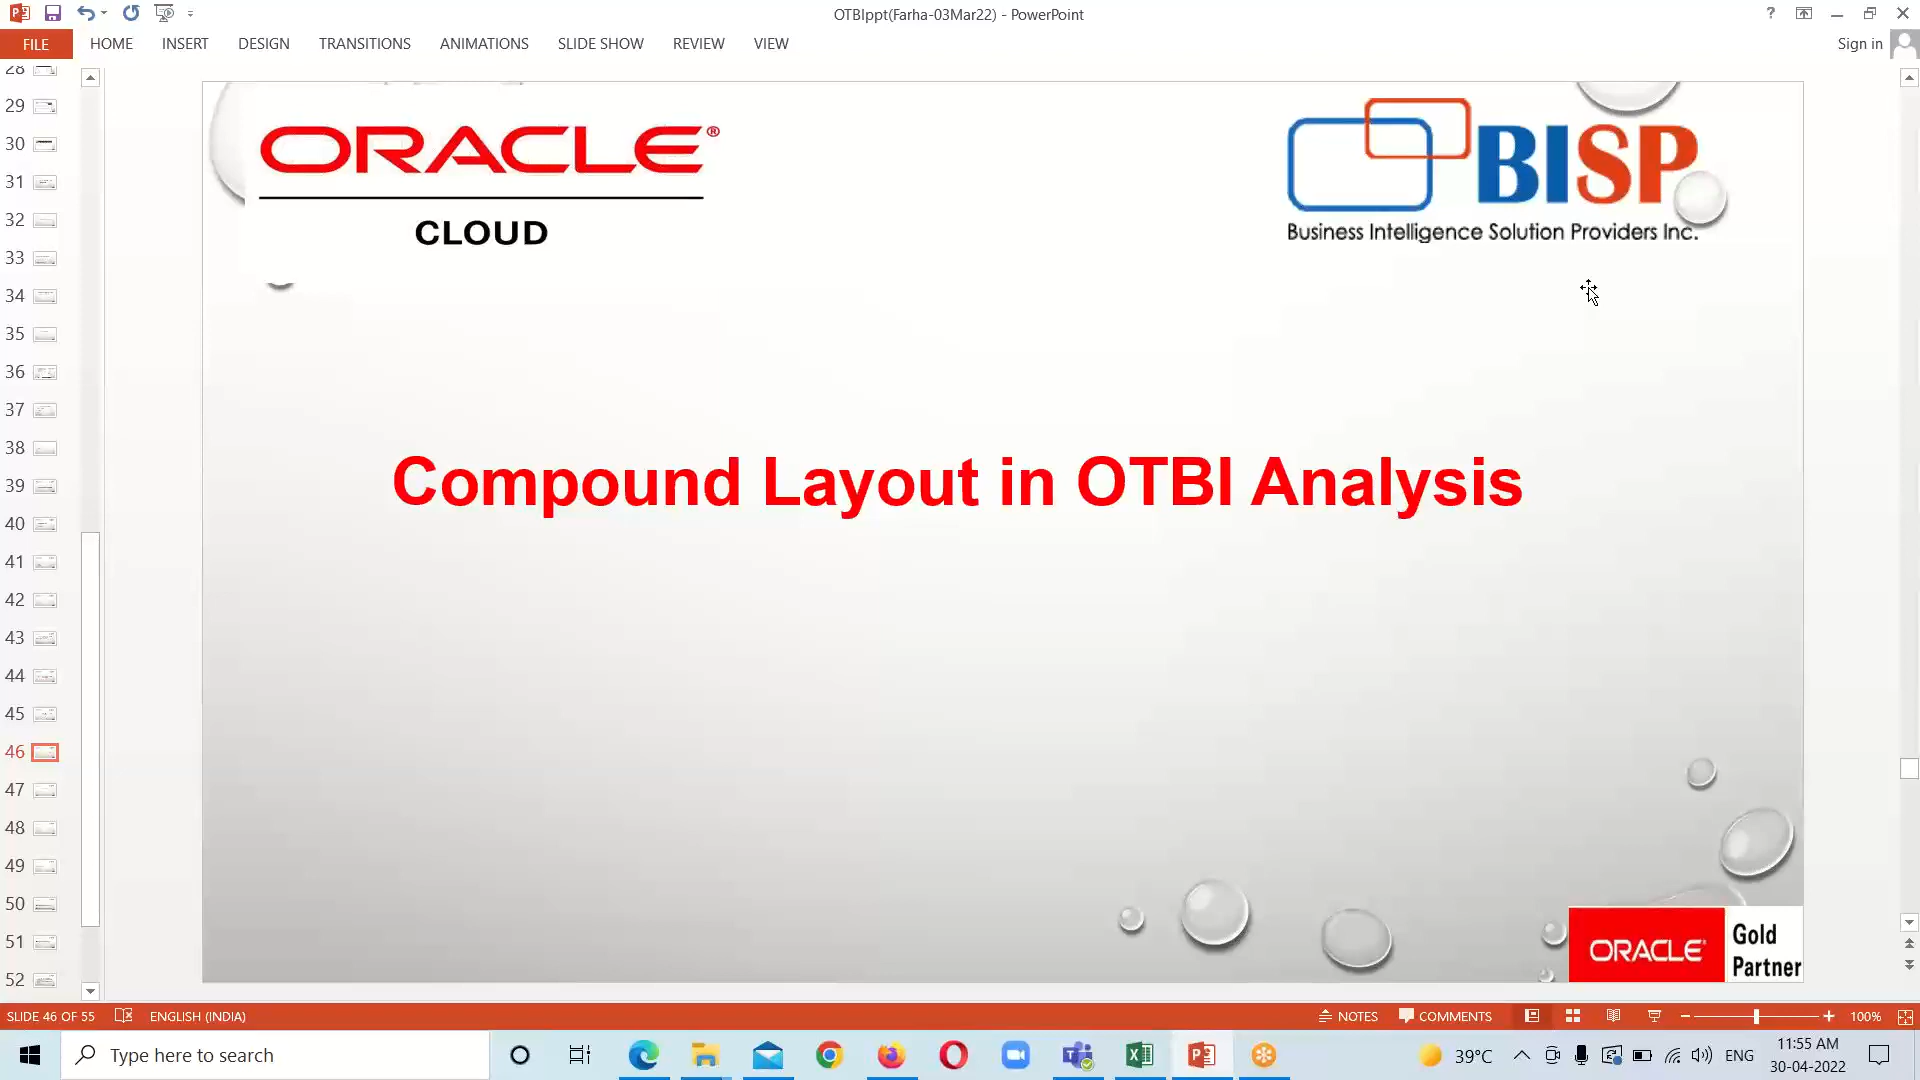 OTBIppt(Farha-03Mar22) - PowerPoint
?
FILE HOME INSERT DESIGN TRANSITIONS ANIMATIONS SLIDE SHOW REVIEW VIEW Sign in
28
29
30
31
32
33
34
35
36
37
38
39
40
41
42
43
44
45
46
47
48
49
50
51
52
ORACLE®
CLOUD
BISP
Business Intelligence Solution Providers Inc.
Compound Layout in OTBI Analysis
ORACLE®
Gold
Partner
SLIDE 46 OF 55 ENGLISH (INDIA) NOTES COMMENTS 100%
Type here to search
39°C ENG
11:55 AM
30-04-2022